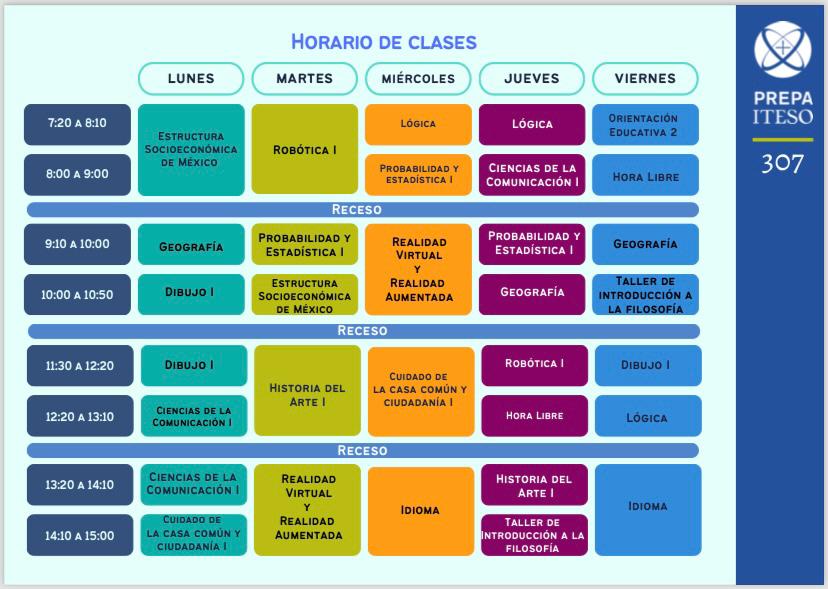 Horario de clases
LUNES
MARTES
MIÉRCOLES
JUEVES
VIERNES
7:20 a 8:10
Estructura
Socioeconómica
de México
Robótica I
Lógica
Lógica
Orientación
Educativa 2
8:00 a 9:00
Probabilidad y
estadística I
Ciencias de la
Comunicación I
Hora Libre
Receso
9:10 a 10:00
Geografía
Probabilidad y
Estadística I
Realidad
Virtual
y
Realidad
Aumentada
Probabilidad y
Estadística I
Geografía
10:00 a 10:50
Dibujo I
Estructura
Socioeconómica
de México
Geografía
Taller de
introducción a
la filosofía
Receso
11:30 a 12:20
Dibujo I
Historia del
Arte I
Cuidado de
la casa común y
ciudadanía I
Robótica I
Dibujo I
12:20 a 13:10
Ciencias de la
Comunicación I
Hora Libre
Lógica
Receso
13:20 a 14:10
Ciencias de la
Comunicación I
Realidad
Virtual
y
Realidad
Aumentada
Idioma
Historia del
Arte I
Idioma
14:10 a 15:00
Cuidado de
la casa común y
ciudadanía I
Taller de
Introducción a la
filosofía
PREPA
ITESO
307